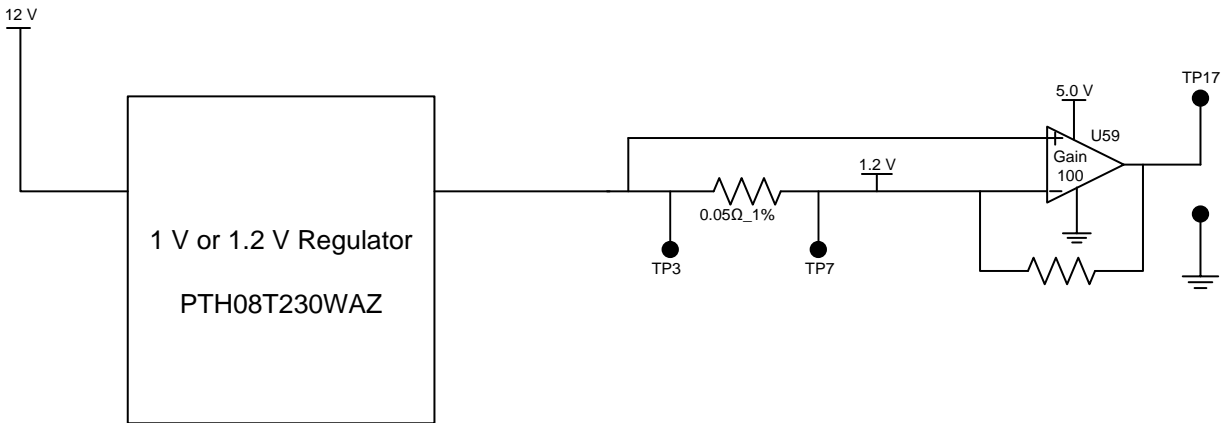 12 V
1 V or 1.2 V Regulator
PTH08T230WAZ
TP3
0.05Ω_1%
TP7
1.2 V
5.0 V
U59
+
Gain
100
−
TP17